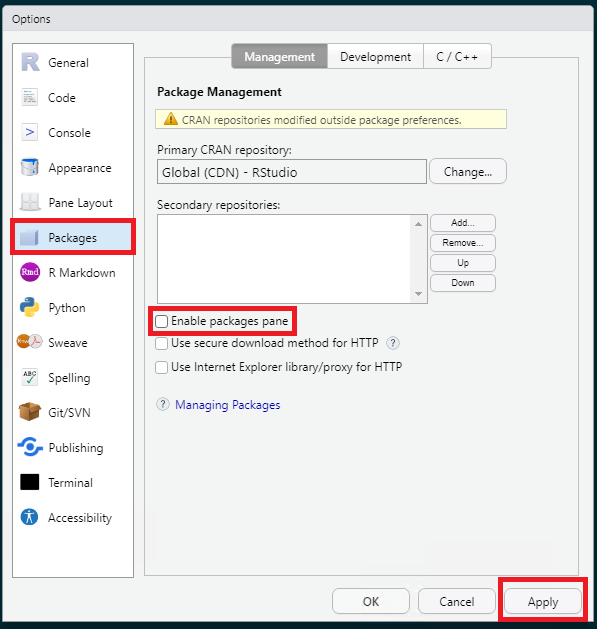 Options
R General
Code
> Console
Appearance
Pane Layout
Packages
Rmd R Markdown
Python
Sweave
ABC Spelling
Git/SVN
Publishing
Terminal
Accessibility
Management Development C / C++
Package Management
CRAN repositories modified outside package preferences.
Primary CRAN repository:
Global (CDN) - RStudio Change...
Secondary repositories:
Add...
Remove...
Up
Down
Enable packages pane
Use secure download method for HTTP ?
Use Internet Explorer library/proxy for HTTP
? Managing Packages
OK Cancel Apply